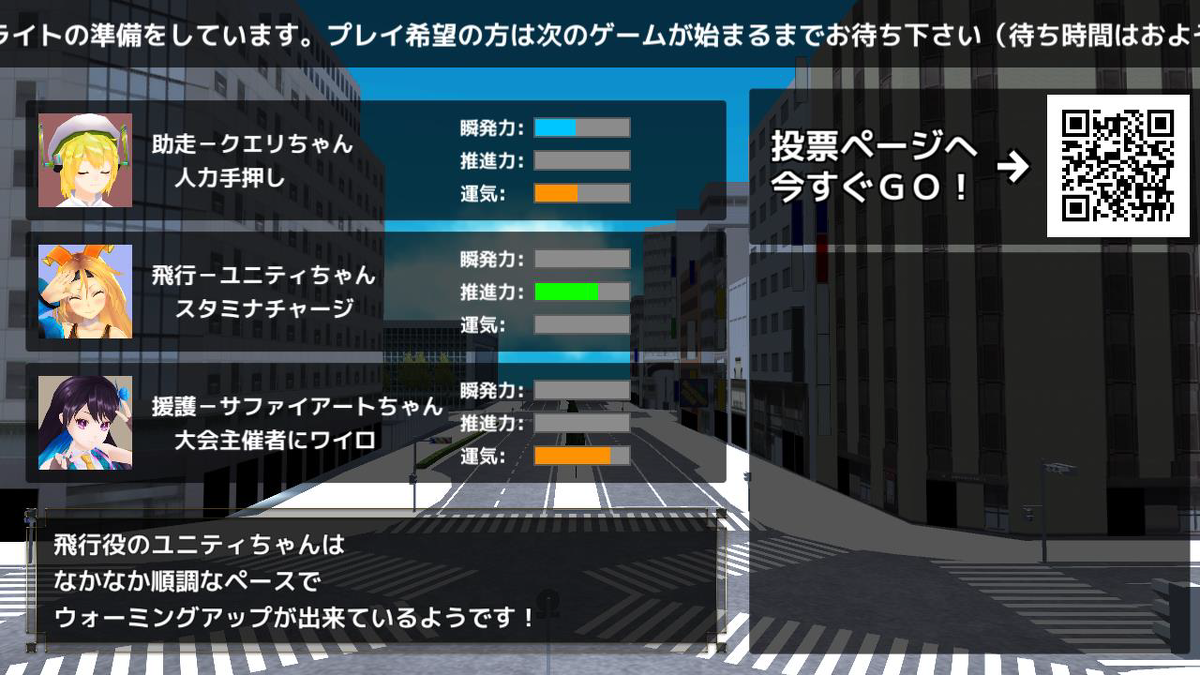 ライトの準備をしています。プレイ希望の方は次のゲームが始まるまでお待ち下さい（待ち時間はおよそ
助走－クエリちゃん
人力手押し
瞬発力:
推進力:
運気:
飛行－ユニティちゃん
スタミナチャージ
瞬発力:
推進力:
運気:
援護－サファイアートちゃん
大会主催者にワイロ
瞬発力:
推進力:
運気:
投票ページへ
今すぐＧＯ！
→
飛行役のユニティちゃんは
なかなか順調なペースで
ウォーミングアップが出来ているようです！